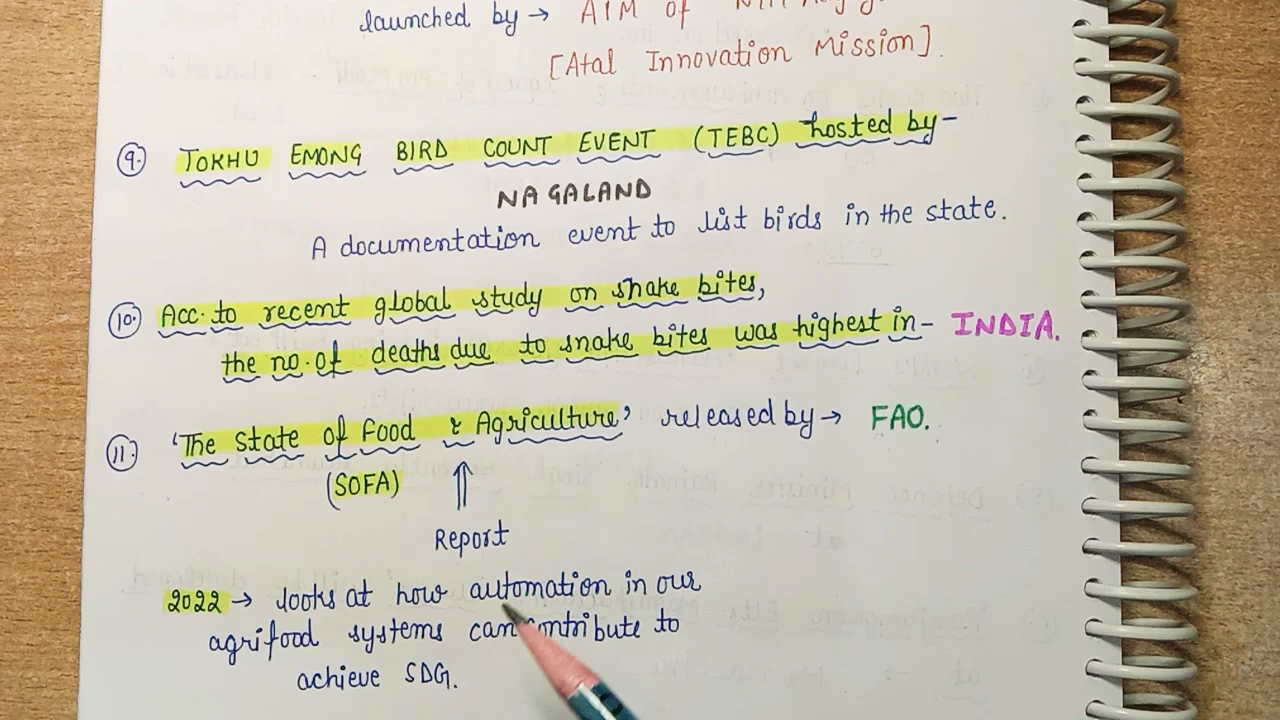 launched by → AIM of
[Atal Innovation Mission].
9. TOKHU EMONG BIRD COUNT EVENT (TEBC) hosted by-
NAGALAND
A documentation event to list birds in the state.
10. Acc. to recent global study on snake bites,
the no. of deaths due to snake bites was highest in- INDIA.
11. 'The State of Food & Agriculture' released by → FAO.
(SOFA)
Report
2022 → looks at how automation in our
agrifood systems can contribute to
achieve SDG.